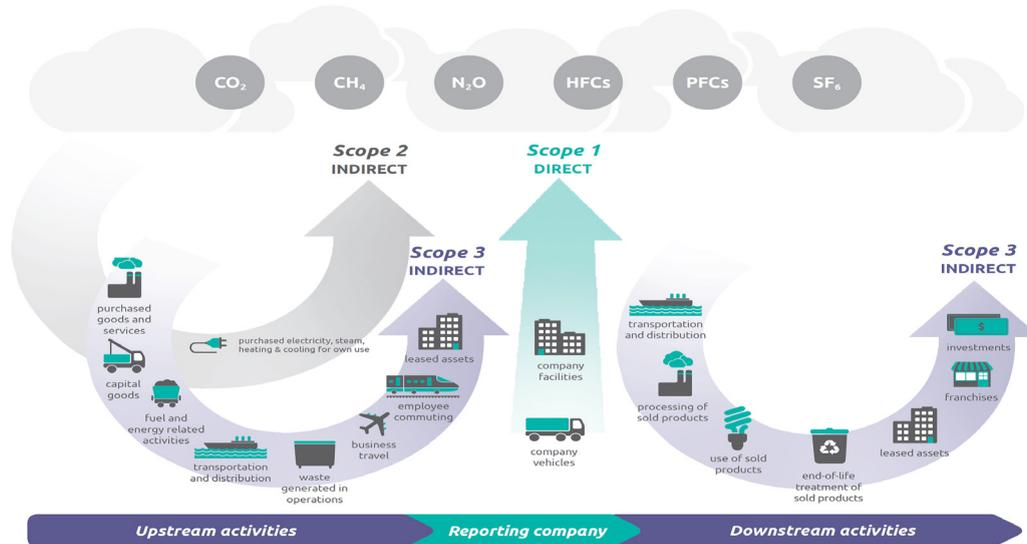 CO₂
CH₄
N₂O
HFCs
PFCs
SF₆
Scope 2
INDIRECT
Scope 1
DIRECT
Scope 3
INDIRECT
Scope 3
INDIRECT
purchased
goods and
services
capital
goods
fuel and
energy related
activities
transportation
and distribution
waste
generated in
operations
business
travel
employee
commuting
leased assets
purchased electricity, steam,
heating & cooling for own use
company
facilities
company
vehicles
transportation
and distribution
processing of
sold products
use of sold
products
end-of-life
treatment of
sold products
leased assets
franchises
$
investments
Upstream activities
Reporting company
Downstream activities